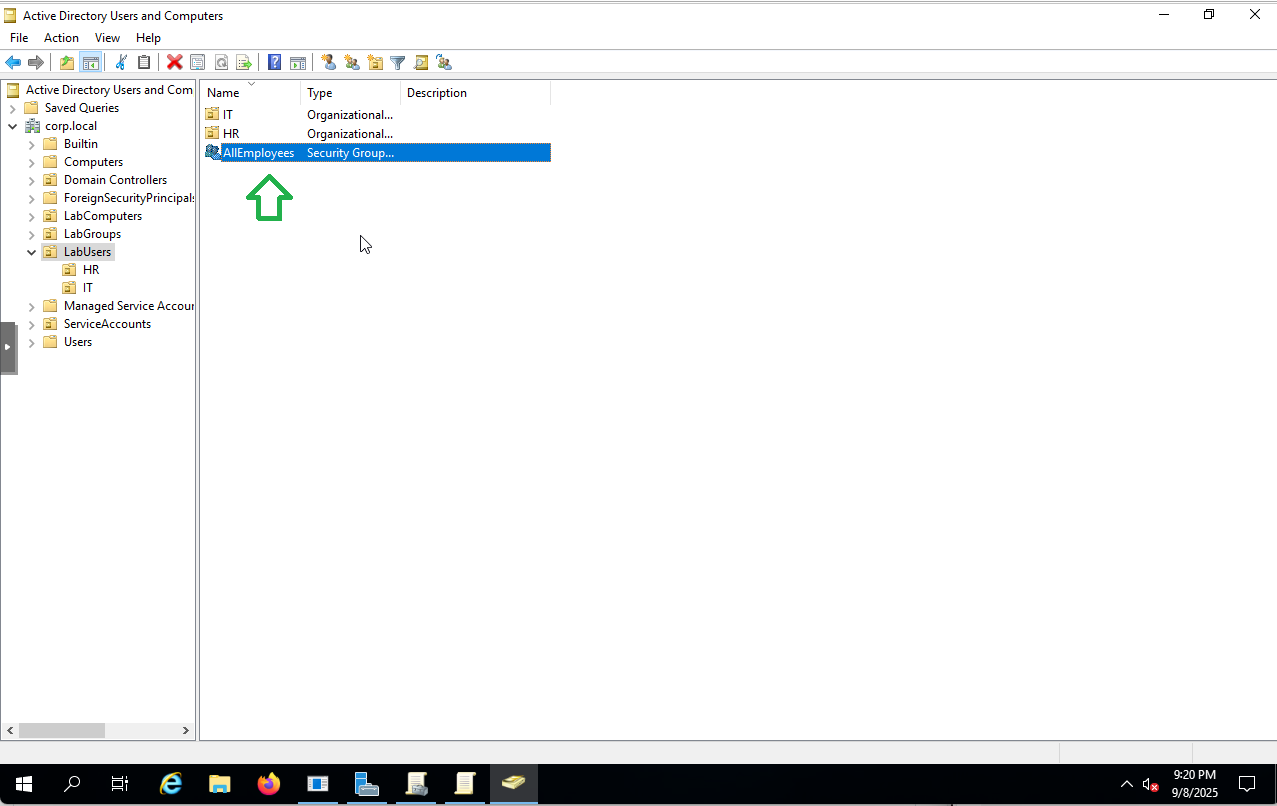 Active Directory Users and Computers
File Action View Help
Active Directory Users and Com
Saved Queries
corp.local
Builtin
Computers
Domain Controllers
ForeignSecurityPrincipals
LabComputers
LabGroups
LabUsers
HR
IT
Managed Service Accour
ServiceAccounts
Users
Name Type Description
IT Organizational...
HR Organizational...
AllEmployees Security Group...
9:20 PM
9/8/2025